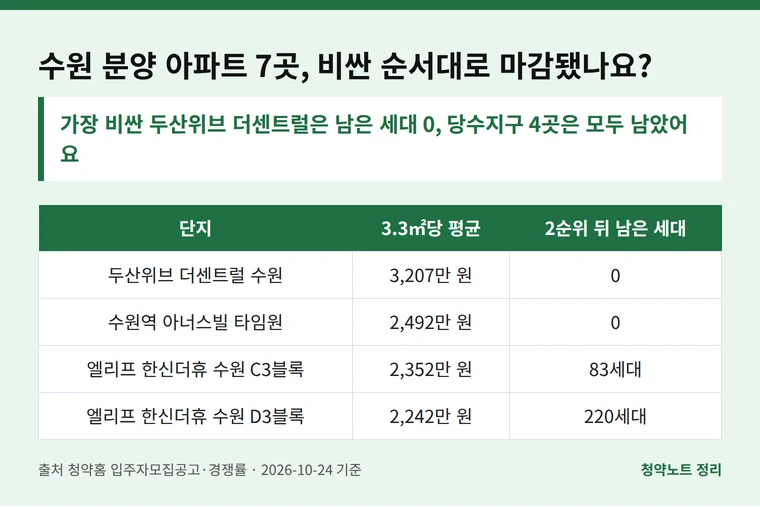 수원 분양 아파트 7곳, 비싼 순서대로 마감됐나요?
가장 비싼 두산위브 더센트럴은 남은 세대 0, 당수지구 4곳은 모두 남았어
요
단지 3.3㎡당 평균 2순위 뒤 남은 세대
두산위브 더센트럴 수원 3,207만 원 0
수원역 아너스빌 타임원 2,492만 원 0
엘리프 한신더휴 수원 C3블록 2,352만 원 83세대
엘리프 한신더휴 수원 D3블록 2,242만 원 220세대
출처 청약홈 입주자모집공고·경쟁률 · 2026-10-24 기준 청약노트 정리